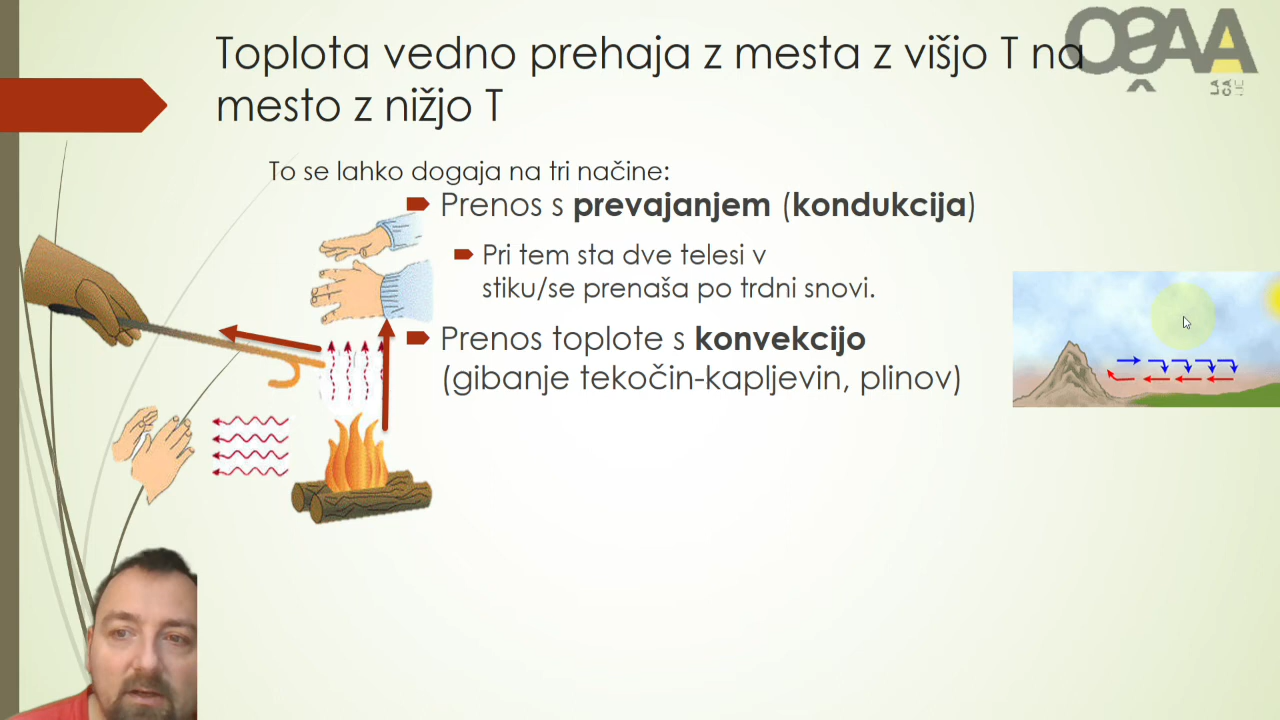 Toplota vedno prehaja z mesta z višjo T na
mesto z nižjo T
To se lahko dogaja na tri načine:
Prenos s prevajanjem (kondukcija)
Pri tem sta dve telesi v
stiku/se prenaša po trdni snovi.
Prenos toplote s konvekcijo
(gibanje tekočin-kapljevin, plinov)